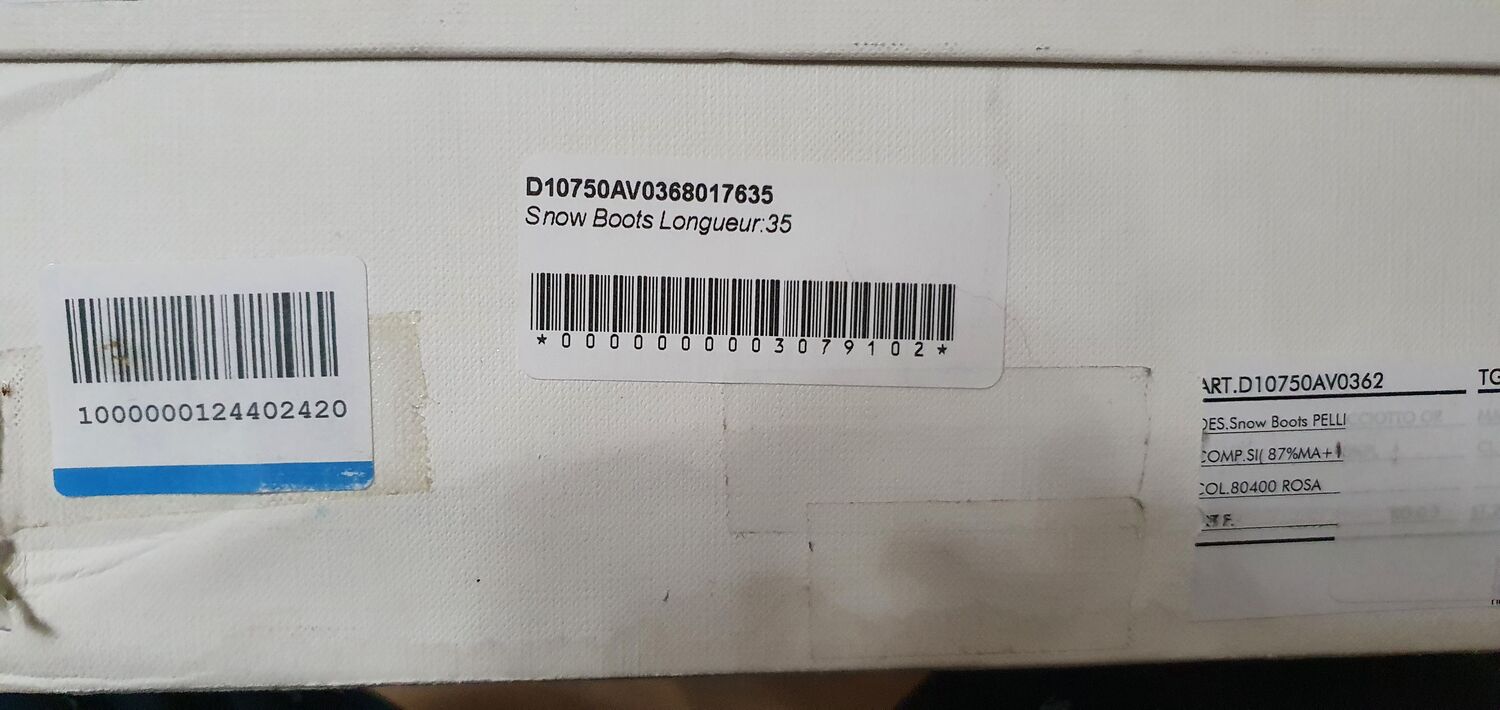 D10750AV0368017635
Snow Boots Longueur:35
*0000000003079102*
1000000124402420
ART.D10750AV0362
TG
DES.Snow Boots PELLI
COMP.SI( 87%MA+
COL.80400 ROSA